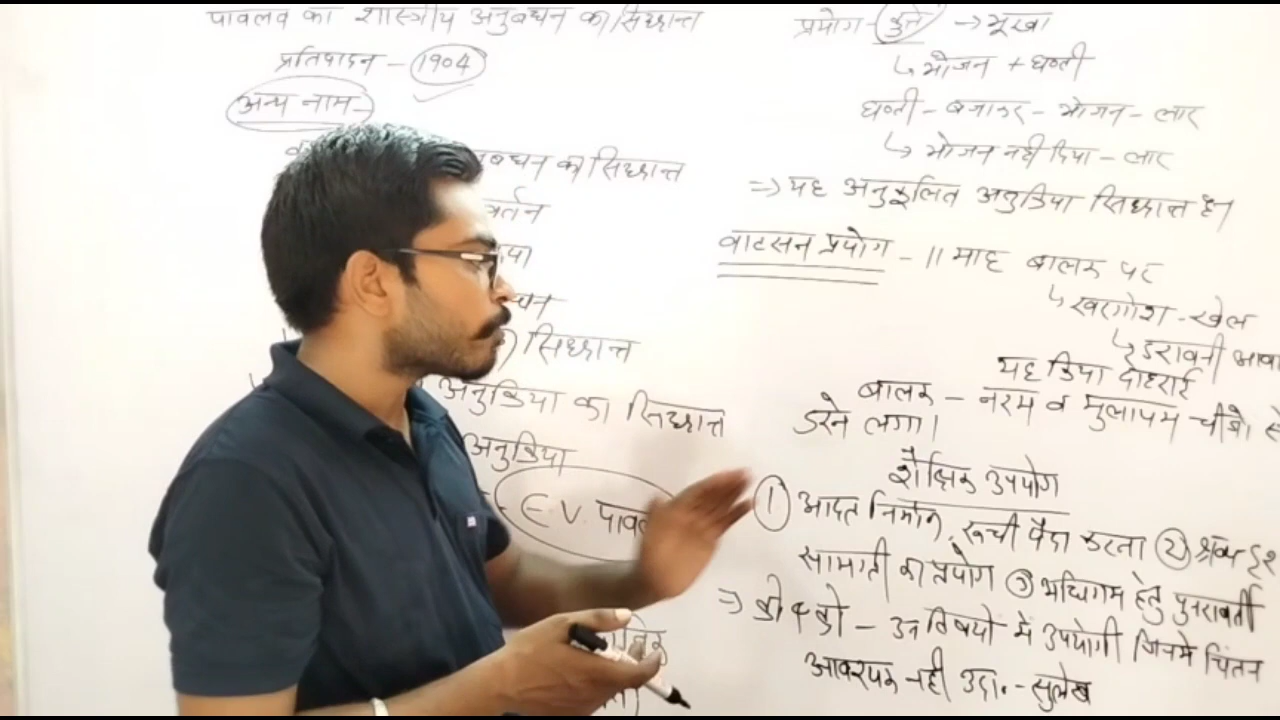 पावलव का शास्त्रीय अनुबन्धन का सिध्दान्त
प्रतिपादन - 1904
अन्य नाम -
बन्धन का सिध्दान्त
वर्तन
सिध्दान्त
अनुक्रिया का सिध्दान्त
अनुक्रिया
प्रयोग - कुत्ते → भूखा
↳ भोजन + घण्टी
घण्टी - बजाकर - भोजन - लार
↳ भोजन नही दिया - लार
⇒ यह अनुकूलित अनुक्रिया सिध्दान्त है।
वाटसन प्रयोग - 11 माह बालक पर
↳ खरगोश - खेल
↳ डरावनी आवा
यह क्रिया दोहराई
बालक - नरम व मुलायम चीजो से
डरने लगा।
शैक्षिक उपयोग
① आदत निर्माण, रूची पैदा करना ② श्रव्य दृश
सामग्री का प्रयोग ③ अधिगम हेतु पुनरावर्ती
⇒ क्रो व क्रो - उन विषयो में उपयोगी जिनमे चिंतन
आवश्यक नही उदा. - सुलेख